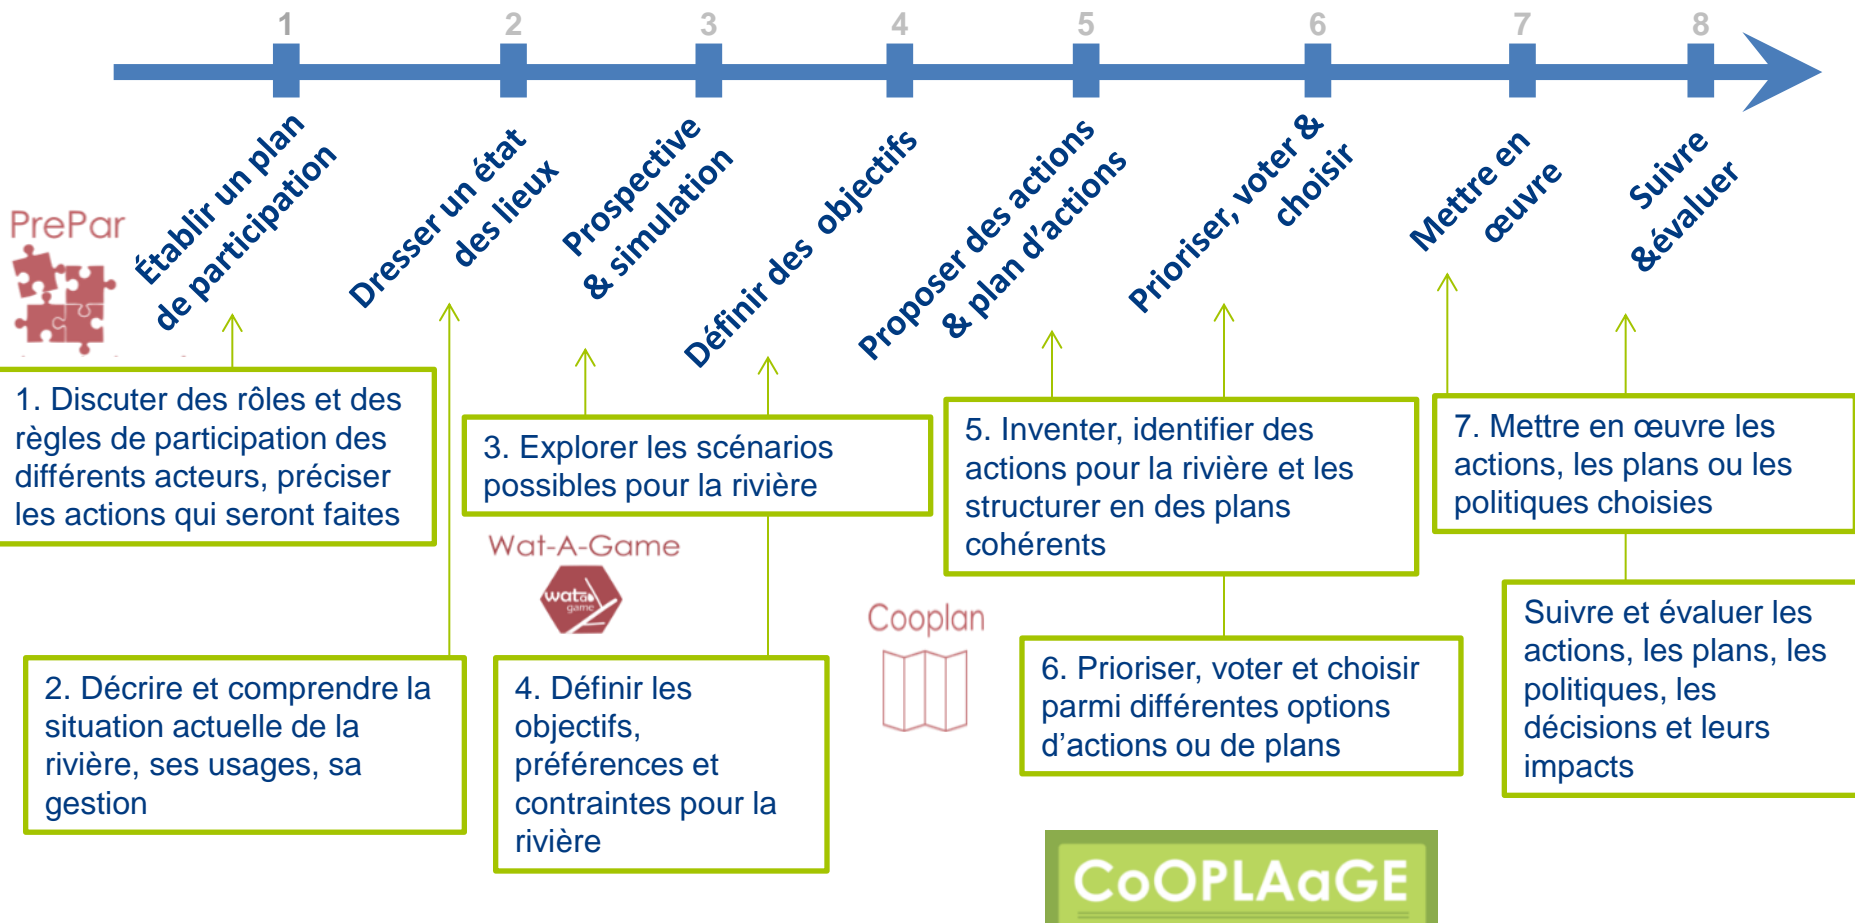 1
2
3
4
5
6
7
8
Établir un plan
de participation
Dresser un état
des lieux
Prospective
& simulation
Définir des objectifs
Proposer des actions
& plan d’actions
Prioriser, voter &
choisir
Mettre en
œuvre
Suivre
&évaluer
PrePar
1. Discuter des rôles et des
règles de participation des
différents acteurs, préciser
les actions qui seront faites
3. Explorer les scénarios
possibles pour la rivière
5. Inventer, identifier des
actions pour la rivière et les
structurer en des plans
cohérents
7. Mettre en œuvre les
actions, les plans ou les
politiques choisies
Wat-A-Game
wata
game
Cooplan
2. Décrire et comprendre la
situation actuelle de la
rivière, ses usages, sa
gestion
4. Définir les
objectifs,
préférences et
contraintes pour la
rivière
6. Prioriser, voter et choisir
parmi différentes options
d’actions ou de plans
Suivre et évaluer les
actions, les plans, les
politiques, les
décisions et leurs
impacts
CoOPLAaGE